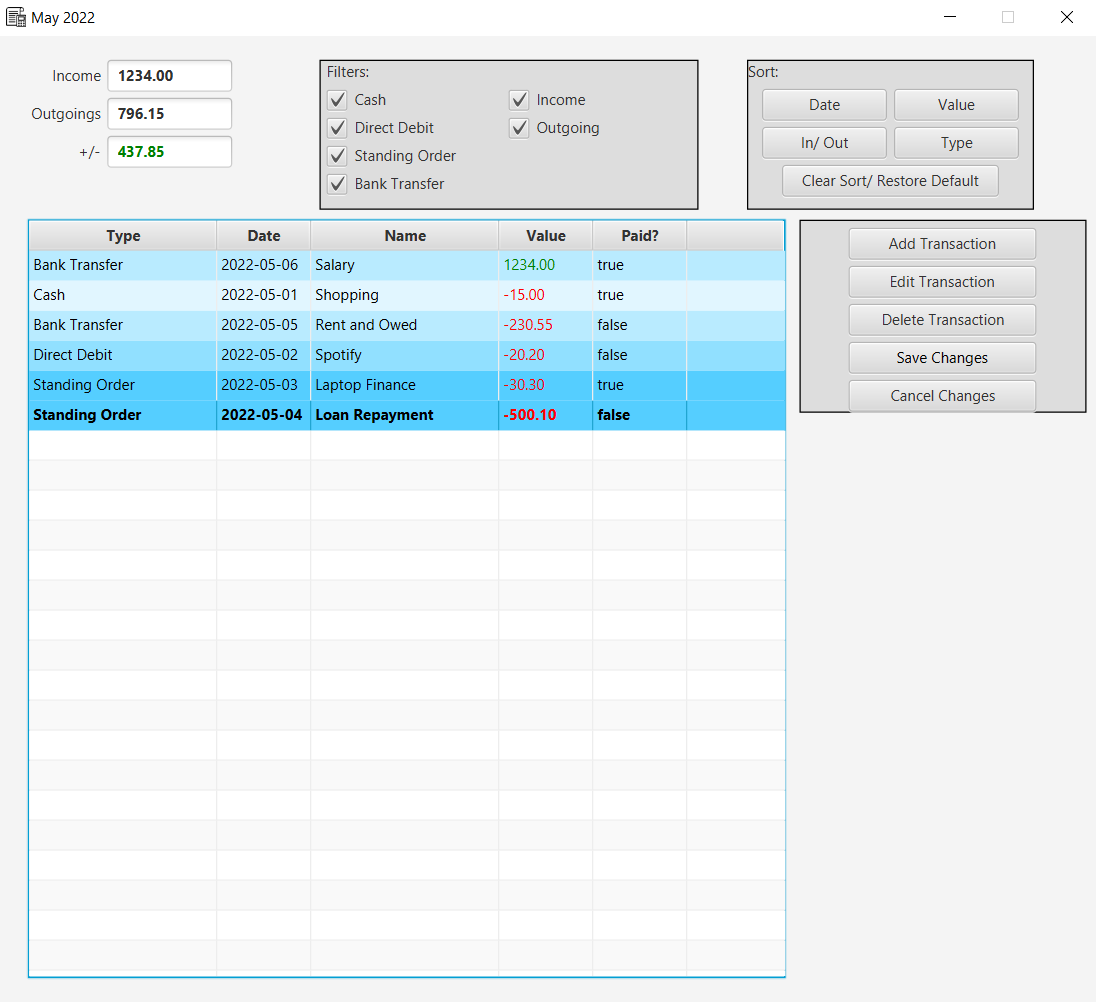 May 2022
Income 1234.00
Outgoings 796.15
+/- 437.85
Filters:
Cash Income
Direct Debit Outgoing
Standing Order
Bank Transfer
Sort:
Date Value
In/ Out Type
Clear Sort/ Restore Default
Type Date Name Value Paid?
Bank Transfer 2022-05-06 Salary 1234.00 true
Cash 2022-05-01 Shopping -15.00 true
Bank Transfer 2022-05-05 Rent and Owed -230.55 false
Direct Debit 2022-05-02 Spotify -20.20 false
Standing Order 2022-05-03 Laptop Finance -30.30 true
Standing Order 2022-05-04 Loan Repayment -500.10 false
Add Transaction
Edit Transaction
Delete Transaction
Save Changes
Cancel Changes